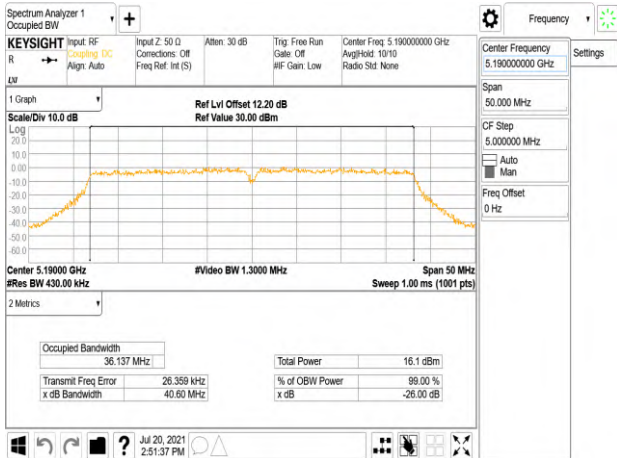 Spectrum Analyzer 1
Occupied BW
+
Frequency
KEYSIGHT
R
LXI
Input: RF
Coupling: DC
Align: Auto
Input Z: 50 Ω
Corrections: Off
Freq Ref: Int (S)
Atten: 30 dB
Trig: Free Run
Gate: Off
#IF Gain: Low
Center Freq: 5.190000000 GHz
Avg|Hold: 10/10
Radio Std: None
Center Frequency
5.190000000 GHz
Settings
Span
50.000 MHz
CF Step
5.000000 MHz
Auto
Man
Freq Offset
0 Hz
1 Graph
Scale/Div 10.0 dB
Ref Lvl Offset 12.20 dB
Ref Value 30.00 dBm
Log
20.0
10.0
0.00
-10.0
-20.0
-30.0
-40.0
-50.0
-60.0
Center 5.19000 GHz
#Res BW 430.00 kHz
#Video BW 1.3000 MHz
Span 50 MHz
Sweep 1.00 ms (1001 pts)
2 Metrics
Occupied Bandwidth
36.137 MHz
Transmit Freq Error 26.359 kHz
x dB Bandwidth 40.60 MHz
Total Power 16.1 dBm
% of OBW Power 99.00 %
x dB -26.00 dB
?
Jul 20, 2021
2:51:37 PM